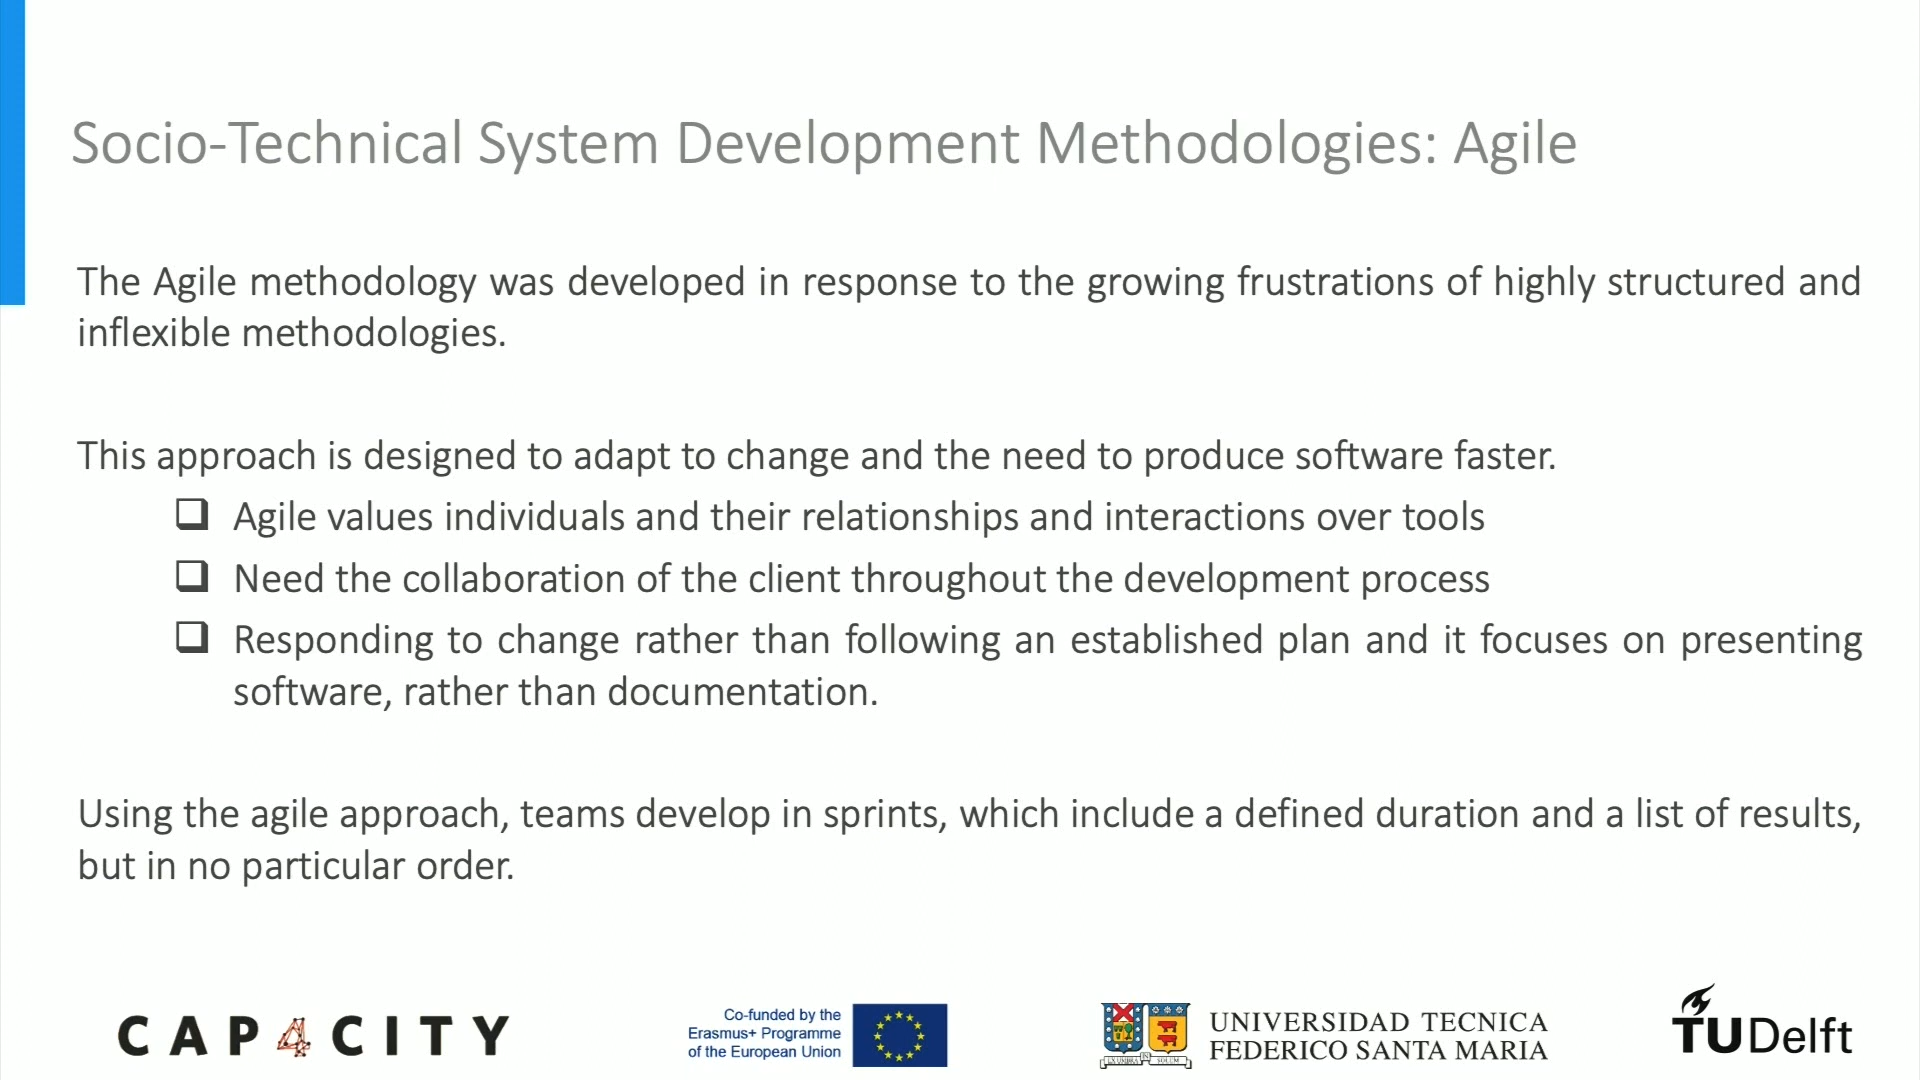 Socio-Technical System Development Methodologies: Agile
The Agile methodology was developed in response to the growing frustrations of highly structured and
inflexible methodologies.
This approach is designed to adapt to change and the need to produce software faster.
❑ Agile values individuals and their relationships and interactions over tools
❑ Need the collaboration of the client throughout the development process
❑ Responding to change rather than following an established plan and it focuses on presenting
software, rather than documentation.
Using the agile approach, teams develop in sprints, which include a defined duration and a list of results,
but in no particular order.
CAP4CITY
Co-funded by the
Erasmus+ Programme
of the European Union
UNIVERSIDAD TECNICA
FEDERICO SANTA MARIA
TUDelft